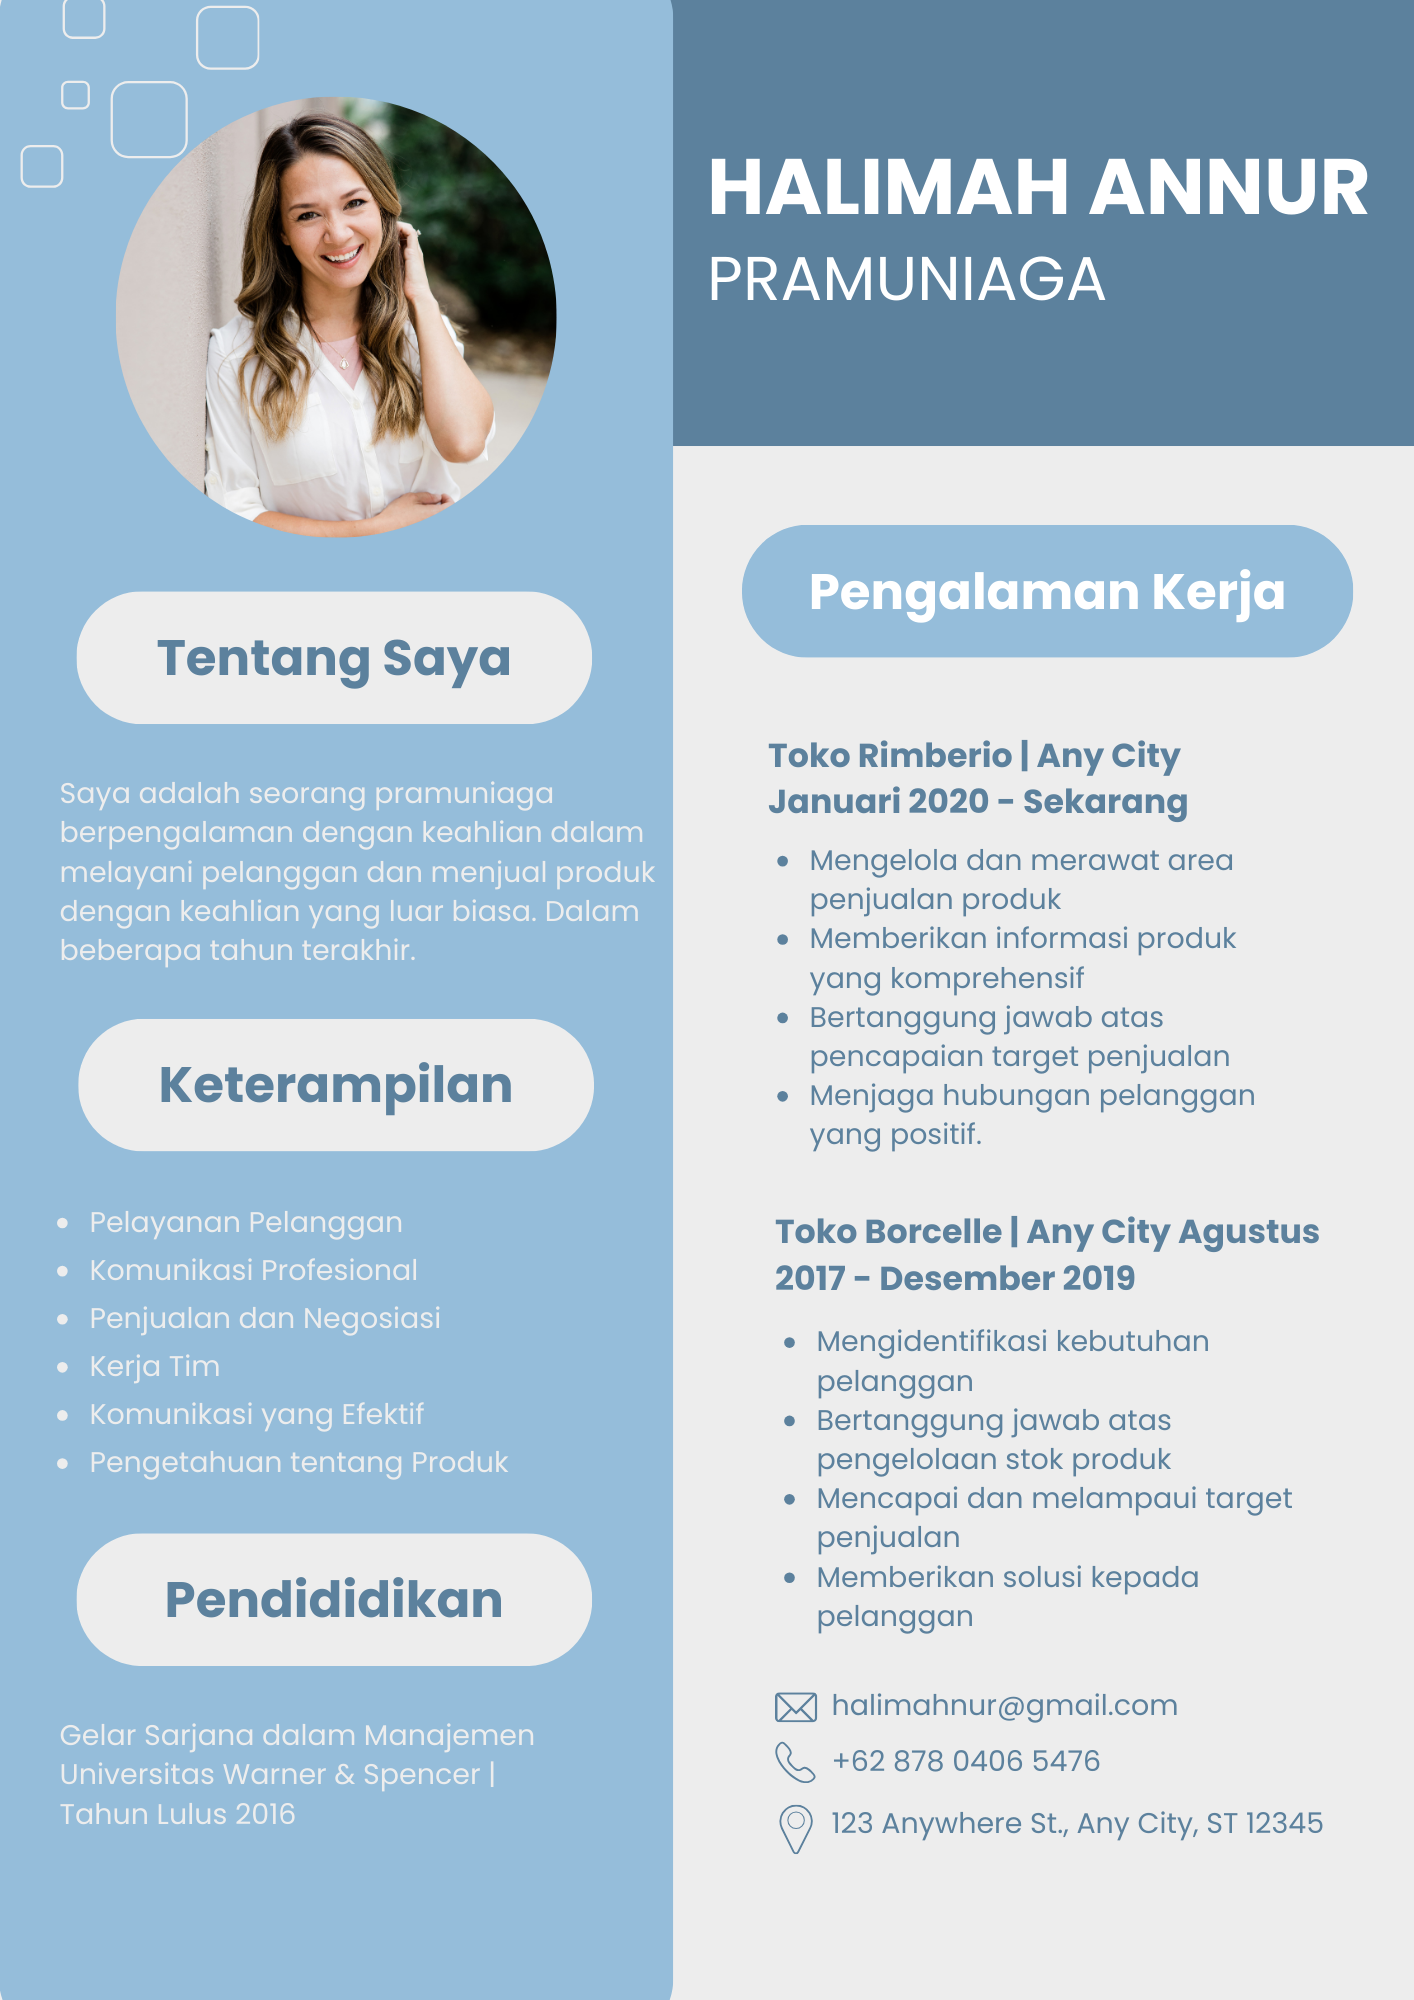 HALIMAH ANNUR
PRAMUNIAGA
Tentang Saya
Saya adalah seorang pramuniaga
berpengalaman dengan keahlian dalam
melayani pelanggan dan menjual produk
dengan keahlian yang luar biasa. Dalam
beberapa tahun terakhir.
Keterampilan
• Pelayanan Pelanggan
• Komunikasi Profesional
• Penjualan dan Negosiasi
• Kerja Tim
• Komunikasi yang Efektif
• Pengetahuan tentang Produk
Pendididikan
Gelar Sarjana dalam Manajemen
Universitas Warner & Spencer |
Tahun Lulus 2016
Pengalaman Kerja
Toko Rimberio | Any City
Januari 2020 - Sekarang
• Mengelola dan merawat area
penjualan produk
• Memberikan informasi produk
yang komprehensif
• Bertanggung jawab atas
pencapaian target penjualan
• Menjaga hubungan pelanggan
yang positif.
Toko Borcelle | Any City Agustus
2017 - Desember 2019
• Mengidentifikasi kebutuhan
pelanggan
• Bertanggung jawab atas
pengelolaan stok produk
• Mencapai dan melampaui target
penjualan
• Memberikan solusi kepada
pelanggan
halimahnur@gmail.com
+62 878 0406 5476
123 Anywhere St., Any City, ST 12345